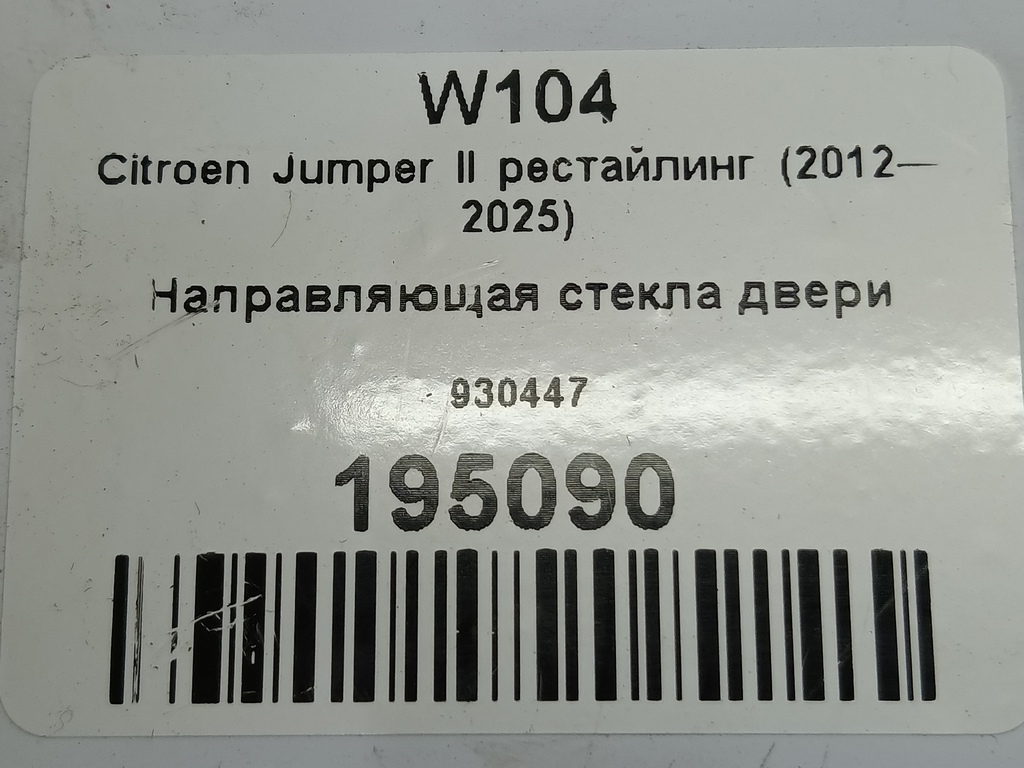 W104
Citroen Jumper II рестайлинг (2012—
2025)
Направляющая стекла двери
930447
195090